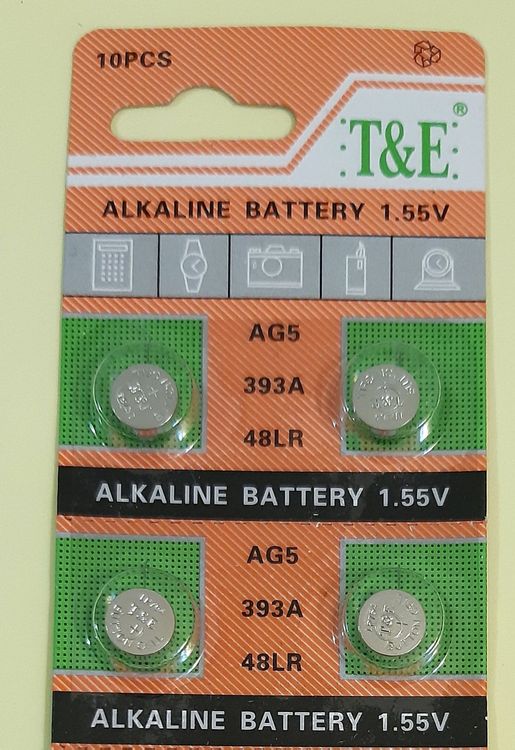 10PCS
T&E®
ALKALINE BATTERY 1.55V
AG5
393A
48LR
ALKALINE BATTERY 1.55V
AG5
393A
48LR
T&E
T&E
ALKALINE BATTERY 1.55V